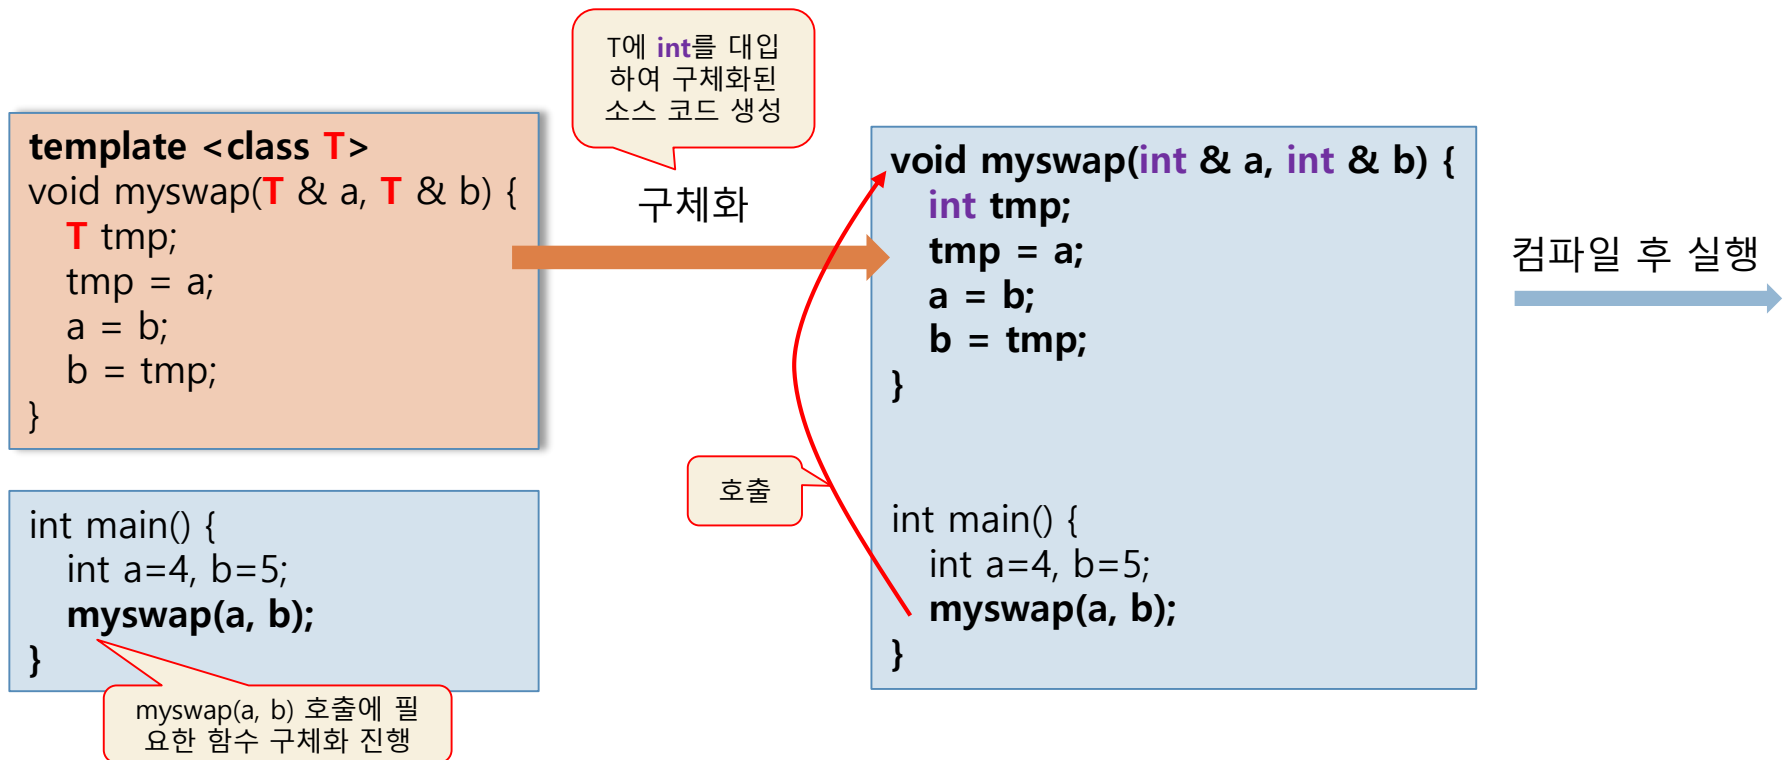 T에 int를 대입
하여 구체화된
소스 코드 생성
template <class T>
void myswap(T & a, T & b) {
T tmp;
tmp = a;
a = b;
b = tmp;
}
구체화
void myswap(int & a, int & b) {
int tmp;
tmp = a;
a = b;
b = tmp;
}
컴파일 후 실행
호출
int main() {
int a=4, b=5;
myswap(a, b);
}
myswap(a, b) 호출에 필
요한 함수 구체화 진행
int main() {
int a=4, b=5;
myswap(a, b);
}